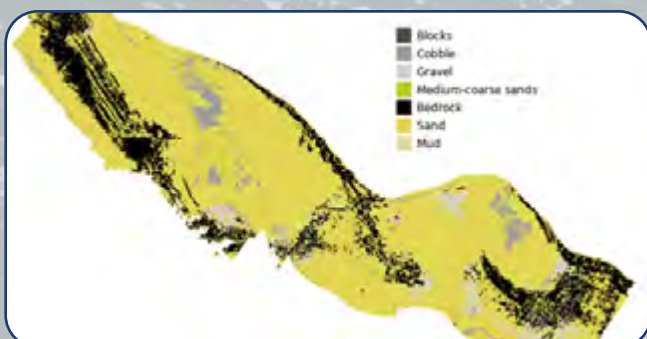 Blocks
Cobble
Gravel
Medium-coarse sands
Bedrock
Sand
Mud